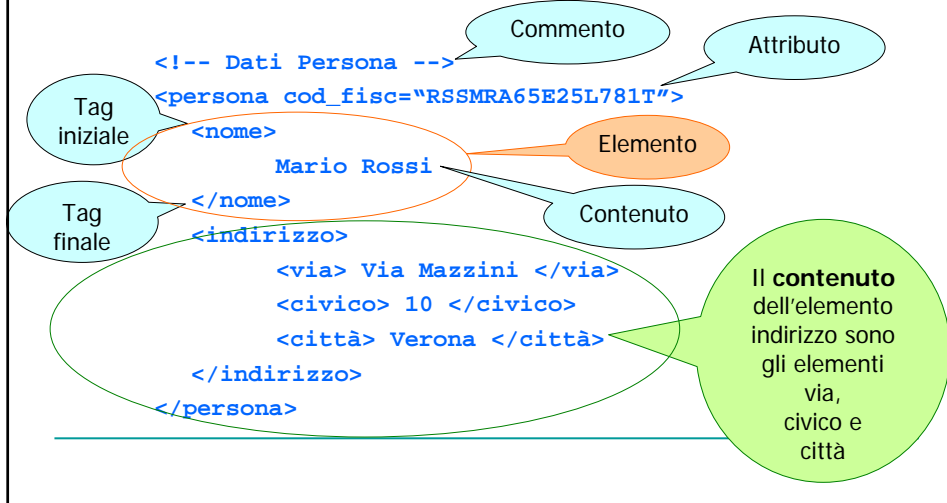 Commento
Attributo
<!-- Dati Persona -->
<persona cod_fisc=“RSSMRA65E25L781T”>
Tag
iniziale
<nome>
Elemento
Mario Rossi
</nome>
Contenuto
Tag
finale
<indirizzo>
<via> Via Mazzini </via>
<civico> 10 </civico>
<città> Verona </città>
</indirizzo>
</persona>
Il contenuto
dell'elemento
indirizzo sono
gli elementi
via,
civico e
città